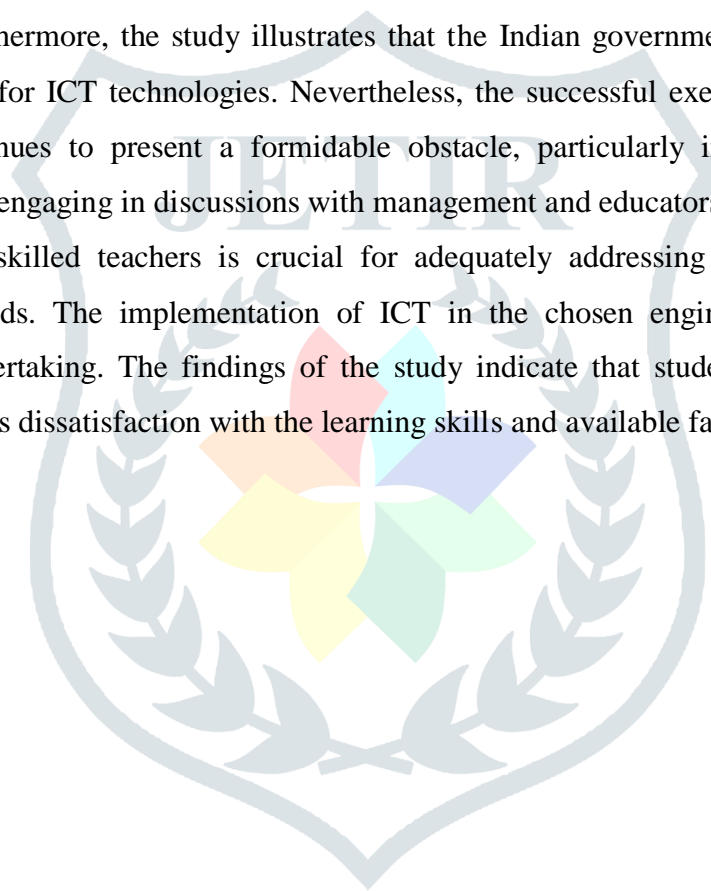 hermore, the study illustrates that the Indian governme
for ICT technologies. Nevertheless, the successful exe
nues to present a formidable obstacle, particularly i
engaging in discussions with management and educators
skilled teachers is crucial for adequately addressing
ds. The implementation of ICT in the chosen engin
ertaking. The findings of the study indicate that stude
s dissatisfaction with the learning skills and available fa
JETIR